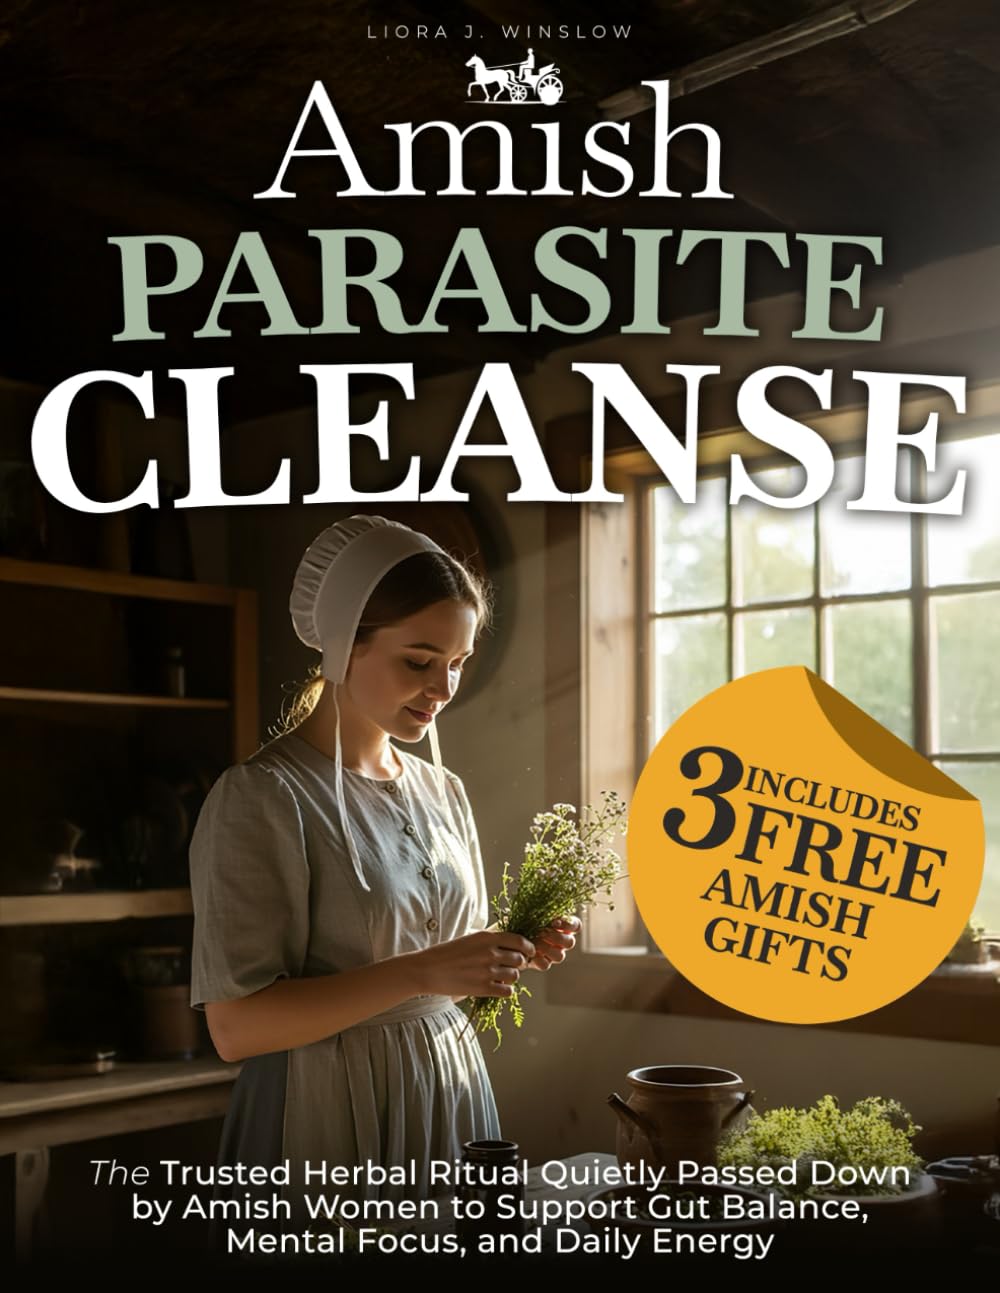 LIORA J. WINSLOW
Amish
PARASITE
CLEANSE
3 INCLUDES
FREE
AMISH
GIFTS
The Trusted Herbal Ritual Quietly Passed Down
by Amish Women to Support Gut Balance,
Mental Focus, and Daily Energy